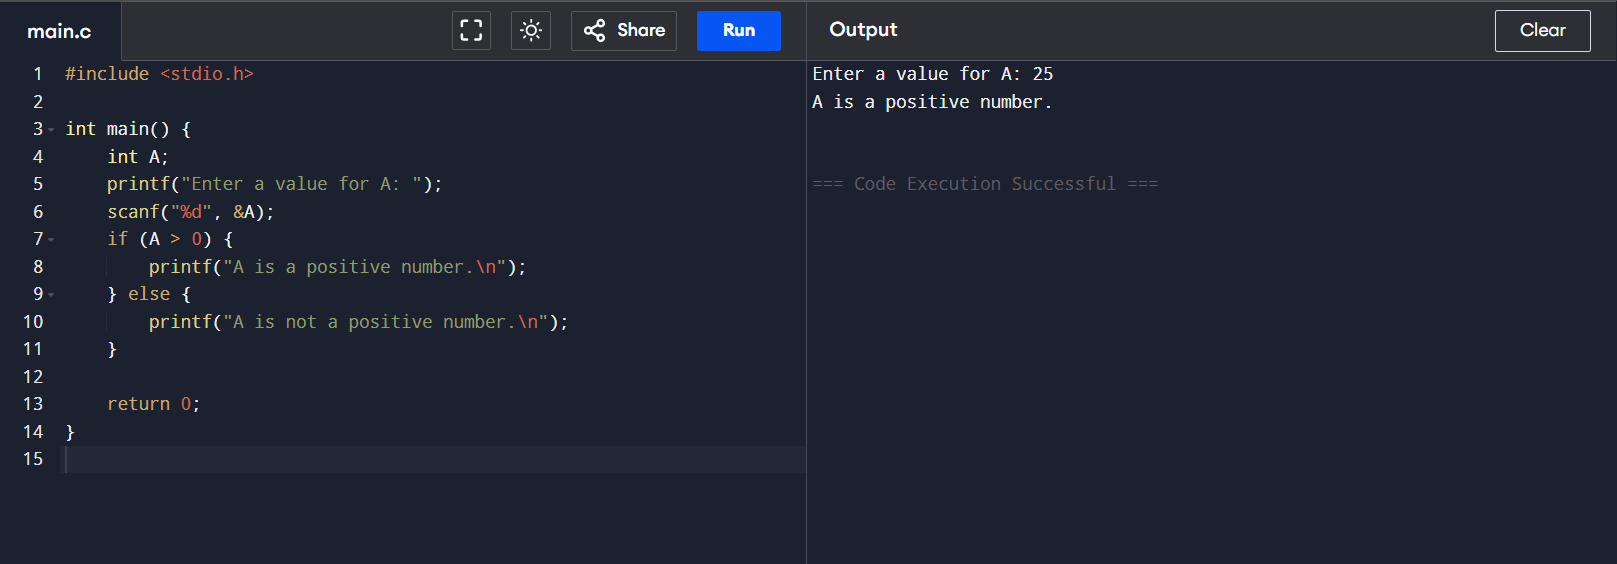 main.c
Share
Run
Output
Clear
1 #include <stdio.h>
2
3 int main() {
4     int A;
5     printf("Enter a value for A: ");
6     scanf("%d", &A);
7     if (A > 0) {
8         printf("A is a positive number.\n");
9     } else {
10         printf("A is not a positive number.\n");
11     }
12
13     return 0;
14 }
15
Enter a value for A: 25
A is a positive number.
=== Code Execution Successful ===